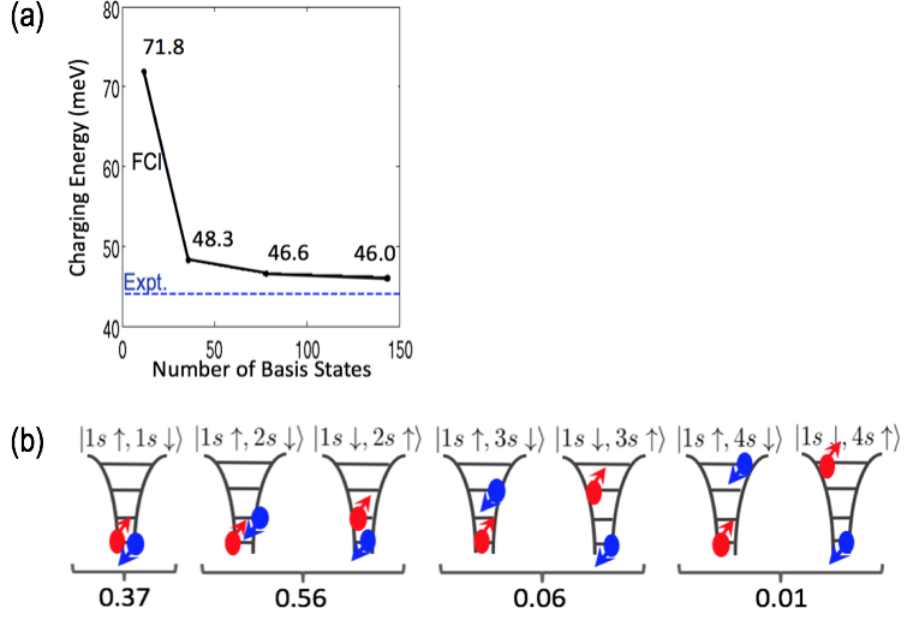 (a)
80
71.8
70
Charging Energy (meV)
60
FCI
50
48.3
46.6
46.0
Expt.
40
0
50
100
150
Number of Basis States
(b)
|1s ↑, 1s ↓⟩ |1s ↑, 2s ↓⟩ |1s ↓, 2s ↑⟩ |1s ↑, 3s ↓⟩ |1s ↓, 3s ↑⟩ |1s ↑, 4s ↓⟩ |1s ↓, 4s ↑⟩
0.37 0.56 0.06 0.01